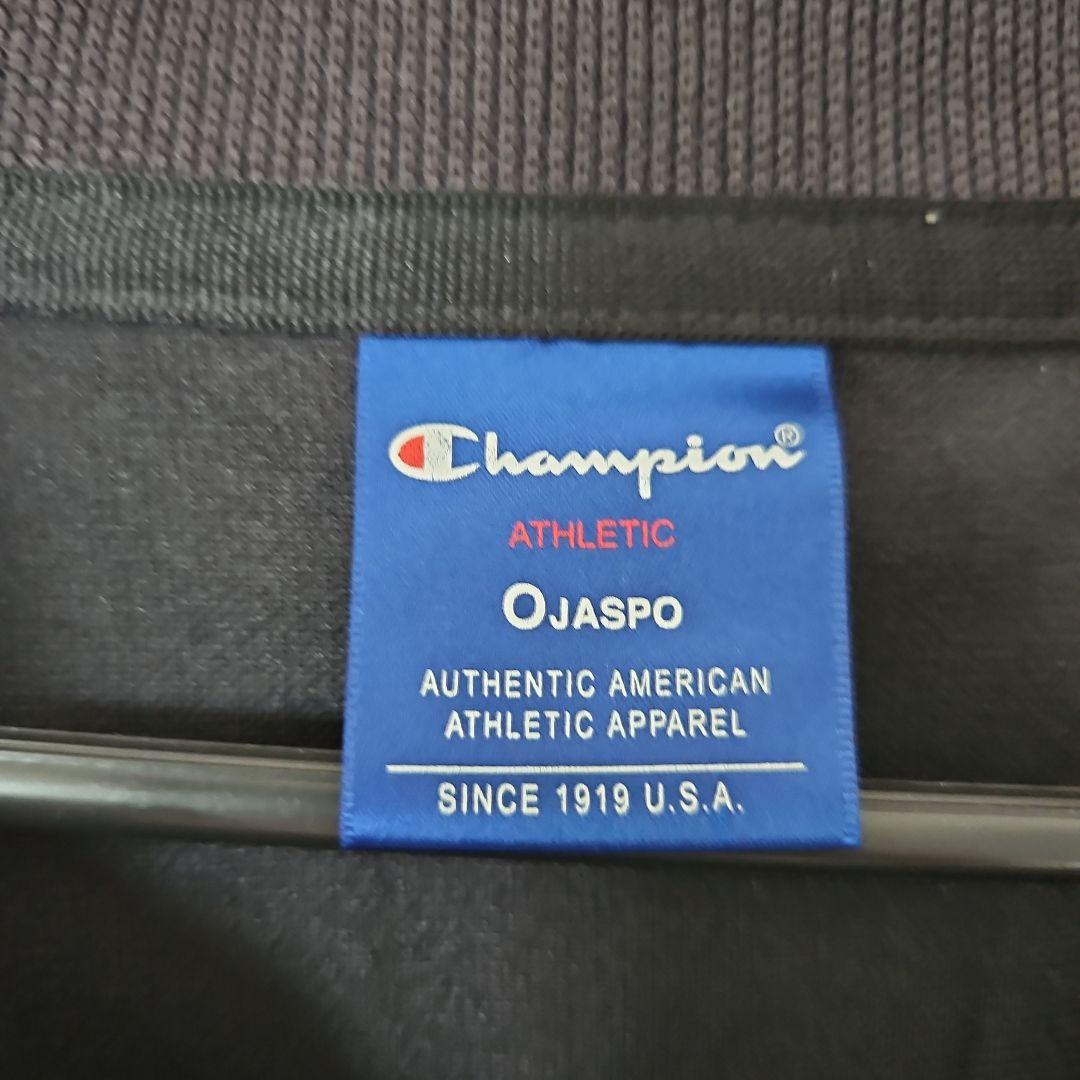 Champion®
ATHLETIC
OJASPO
AUTHENTIC AMERICAN
ATHLETIC APPAREL
SINCE 1919 U.S.A.